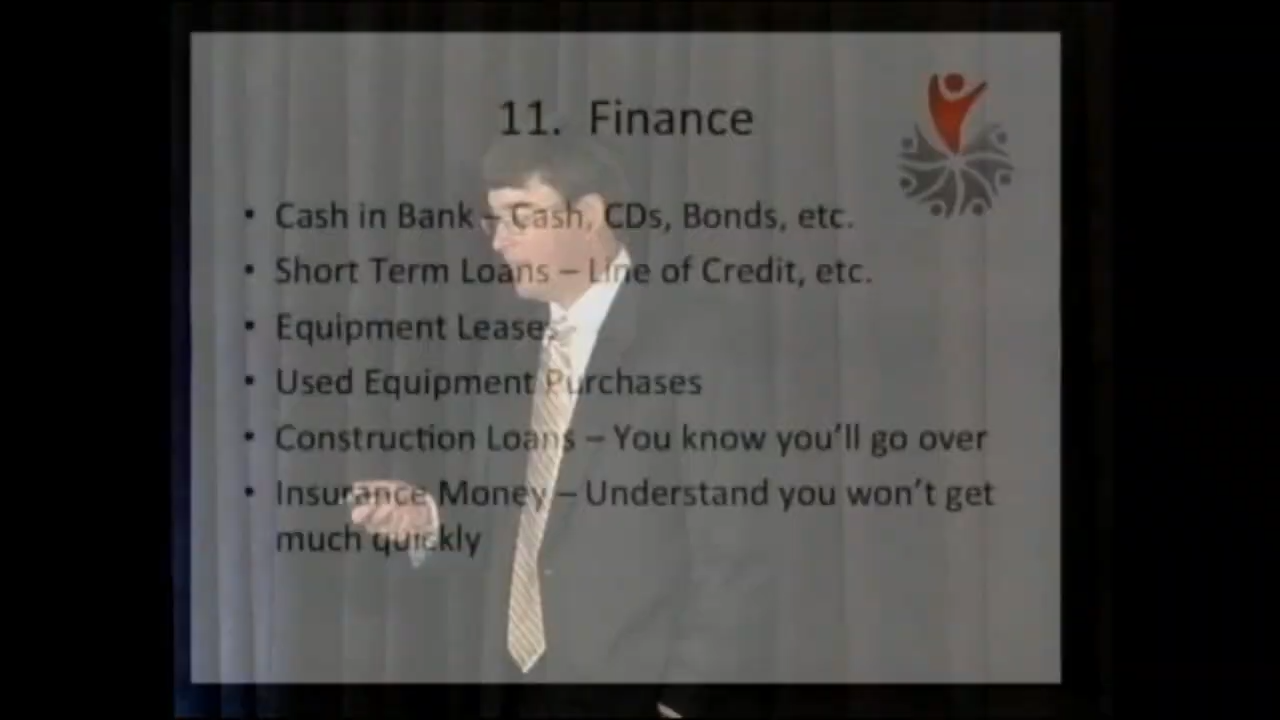 11. Finance
• Cash in Bank – Cash, CDs, Bonds, etc.
• Short Term Loans – Line of Credit, etc.
• Equipment Leases
• Used Equipment Purchases
• Construction Loans – You know you'll go over
• Insurance Money – Understand you won't get
much quickly